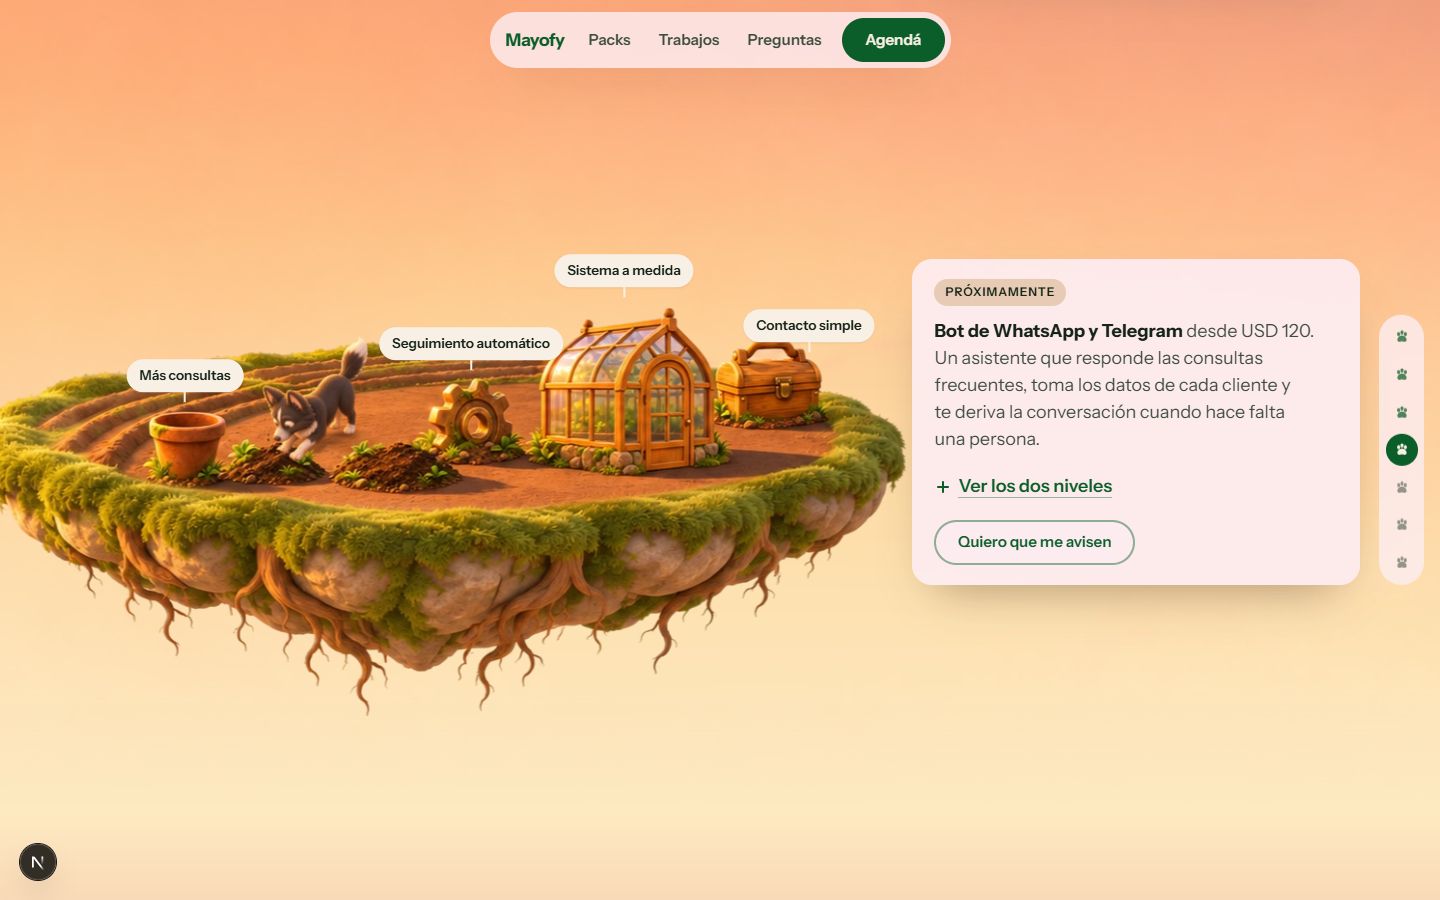 Mayofy Packs Trabajos Preguntas Agendá
Sistema a medida
Contacto simple
Seguimiento automático
Más consultas
PRÓXIMAMENTE
Bot de WhatsApp y Telegram desde USD 120.
Un asistente que responde las consultas
frecuentes, toma los datos de cada cliente y
te deriva la conversación cuando hace falta
una persona.
+ Ver los dos niveles
Quiero que me avisen
N